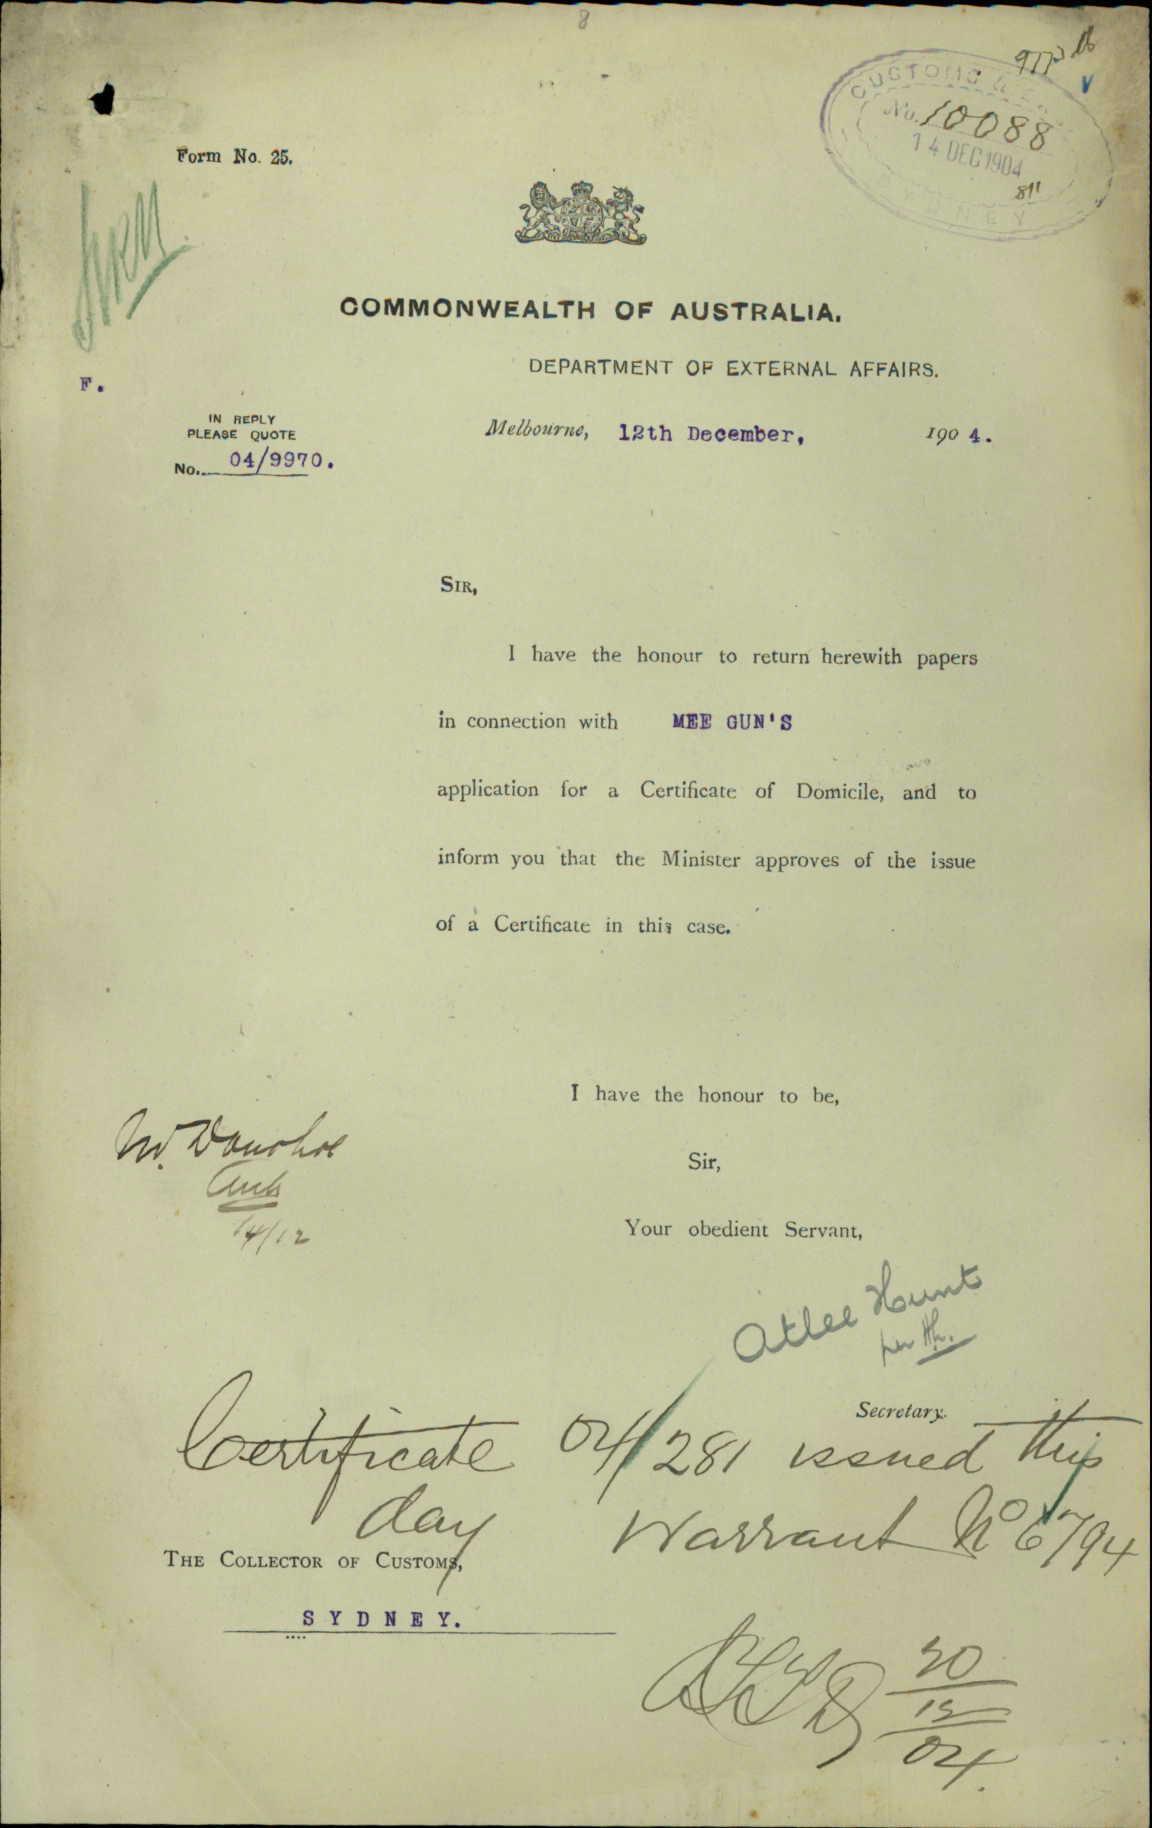 8
No. 10088
14 DEC 1904
Form No. 25.
COMMONWEALTH OF AUSTRALIA.
DEPARTMENT OF EXTERNAL AFFAIRS.
F.
IN REPLY
PLEASE QUOTE
No. 04/9970.
Melbourne, 12th December, 1904.
SIR,
I have the honour to return herewith papers
in connection with MEE GUN'S
application for a Certificate of Domicile, and to
inform you that the Minister approves of the issue
of a Certificate in this case.
I have the honour to be,
Sir,
Your obedient Servant,
Mr. Donohoe
14/12
Atlee Hunt
per
Secretary.
Certificate 04/281 issued this
day Warrant No 6794
THE COLLECTOR OF CUSTOMS,
SYDNEY.
20
12
04.